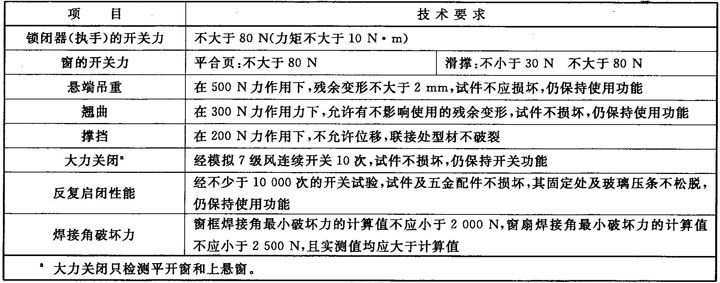 项 目 技术要求
锁闭器(执手)的开关力 不大于 80 N(力矩不大于 10 N·m)
窗的开关力 平合页:不大于 80 N 滑撑:不小于 30 N 不大于 80 N
悬端吊重 在 500 N 力作用下,残余变形不大于 2 mm,试件不应损坏,仍保持使用功能
翘曲 在 300 N 作用力下,允许有不影响使用的残余变形,试件不损坏,仍保持使用功能
撑挡 在 200 N 力作用下,不允许位移,联接处型材不破裂
大力关闭ᵃ 经模拟 7 级风连续开关 10 次,试件不损坏,仍保持开关功能
反复启闭性能 经不少于 10 000 次的开关试验,试件及五金配件不损坏,其固定处及玻璃压条不松脱,
仍保持使用功能
焊接角破坏力 窗框焊接角最小破坏力的计算值不应小于 2 000 N,窗扇焊接角最小破坏力的计算值
不应小于 2 500 N,且实测值均应大于计算值
ᵃ 大力关闭只检测平开窗和上悬窗。